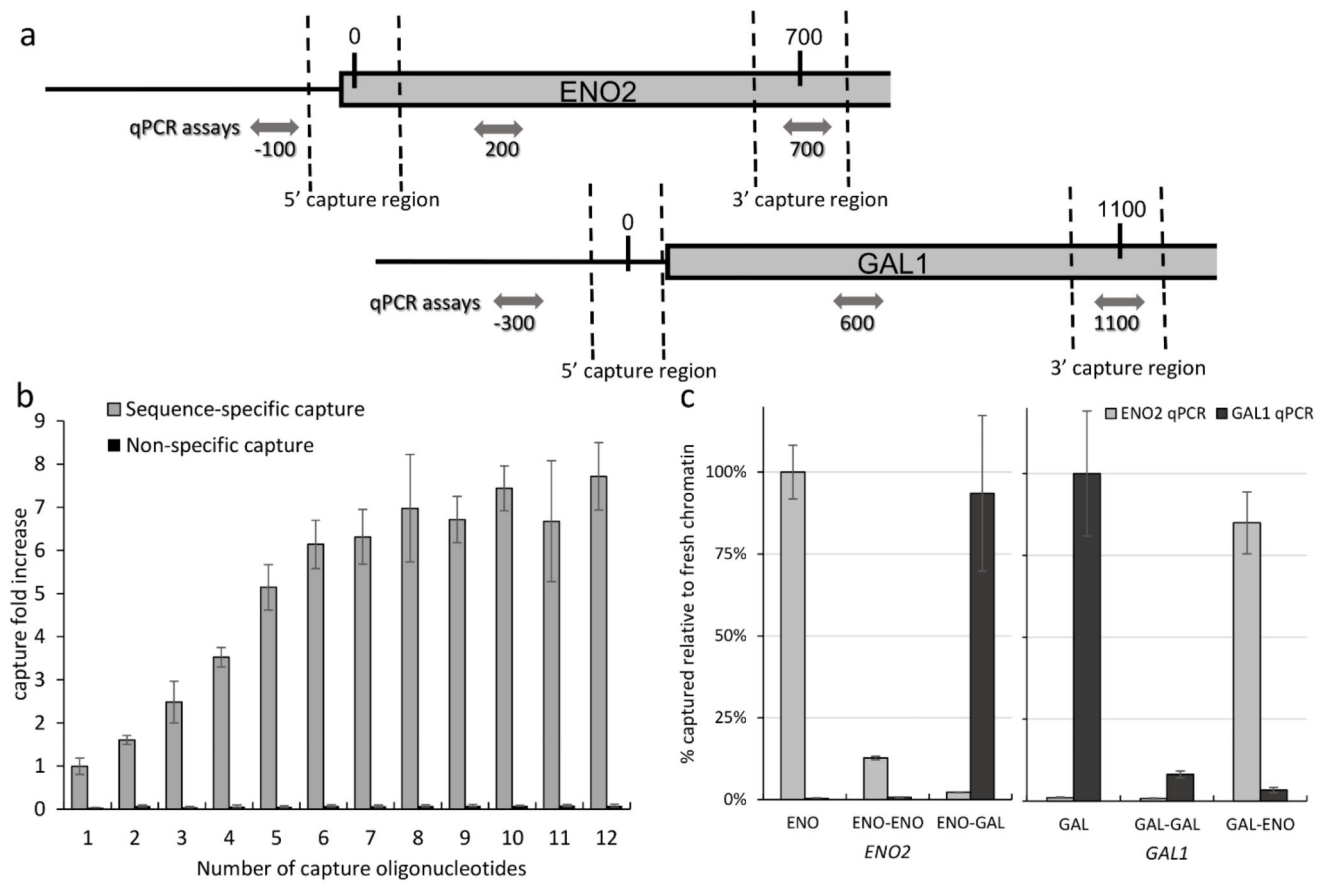 a
0
700
ENO2
qPCR assays
-100
200
700
5’ capture region
3’ capture region
0
1100
GAL1
qPCR assays
-300
600
1100
5’ capture region
3’ capture region
b
Sequence-specific capture
Non-specific capture
capture fold increase
9
8
7
6
5
4
3
2
1
0
1 2 3 4 5 6 7 8 9 10 11 12
Number of capture oligonucleotides
c
ENO2 qPCR GAL1 qPCR
% captured relative to fresh chromatin
100%
75%
50%
25%
0%
ENO ENO-ENO ENO-GAL GAL GAL-GAL GAL-ENO
ENO2 GAL1